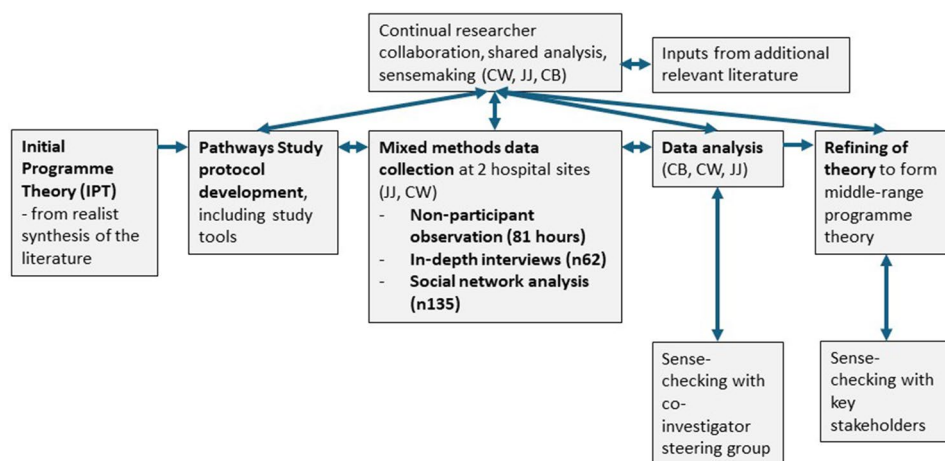 Continual researcher
collaboration, shared analysis,
sensemaking (CW, JJ, CB)
Inputs from additional
relevant literature
Initial
Programme
Theory (IPT)
- from realist
synthesis of the
literature
Pathways Study
protocol
development,
including study
tools
Mixed methods data
collection at 2 hospital sites
(JJ, CW)
- Non-participant
observation (81 hours)
- In-depth interviews (n62)
- Social network analysis
(n135)
Data analysis
(CB, CW, JJ)
Refining of
theory to form
middle-range
programme
theory
Sense-
checking with
co-
investigator
steering group
Sense-
checking with
key
stakeholders